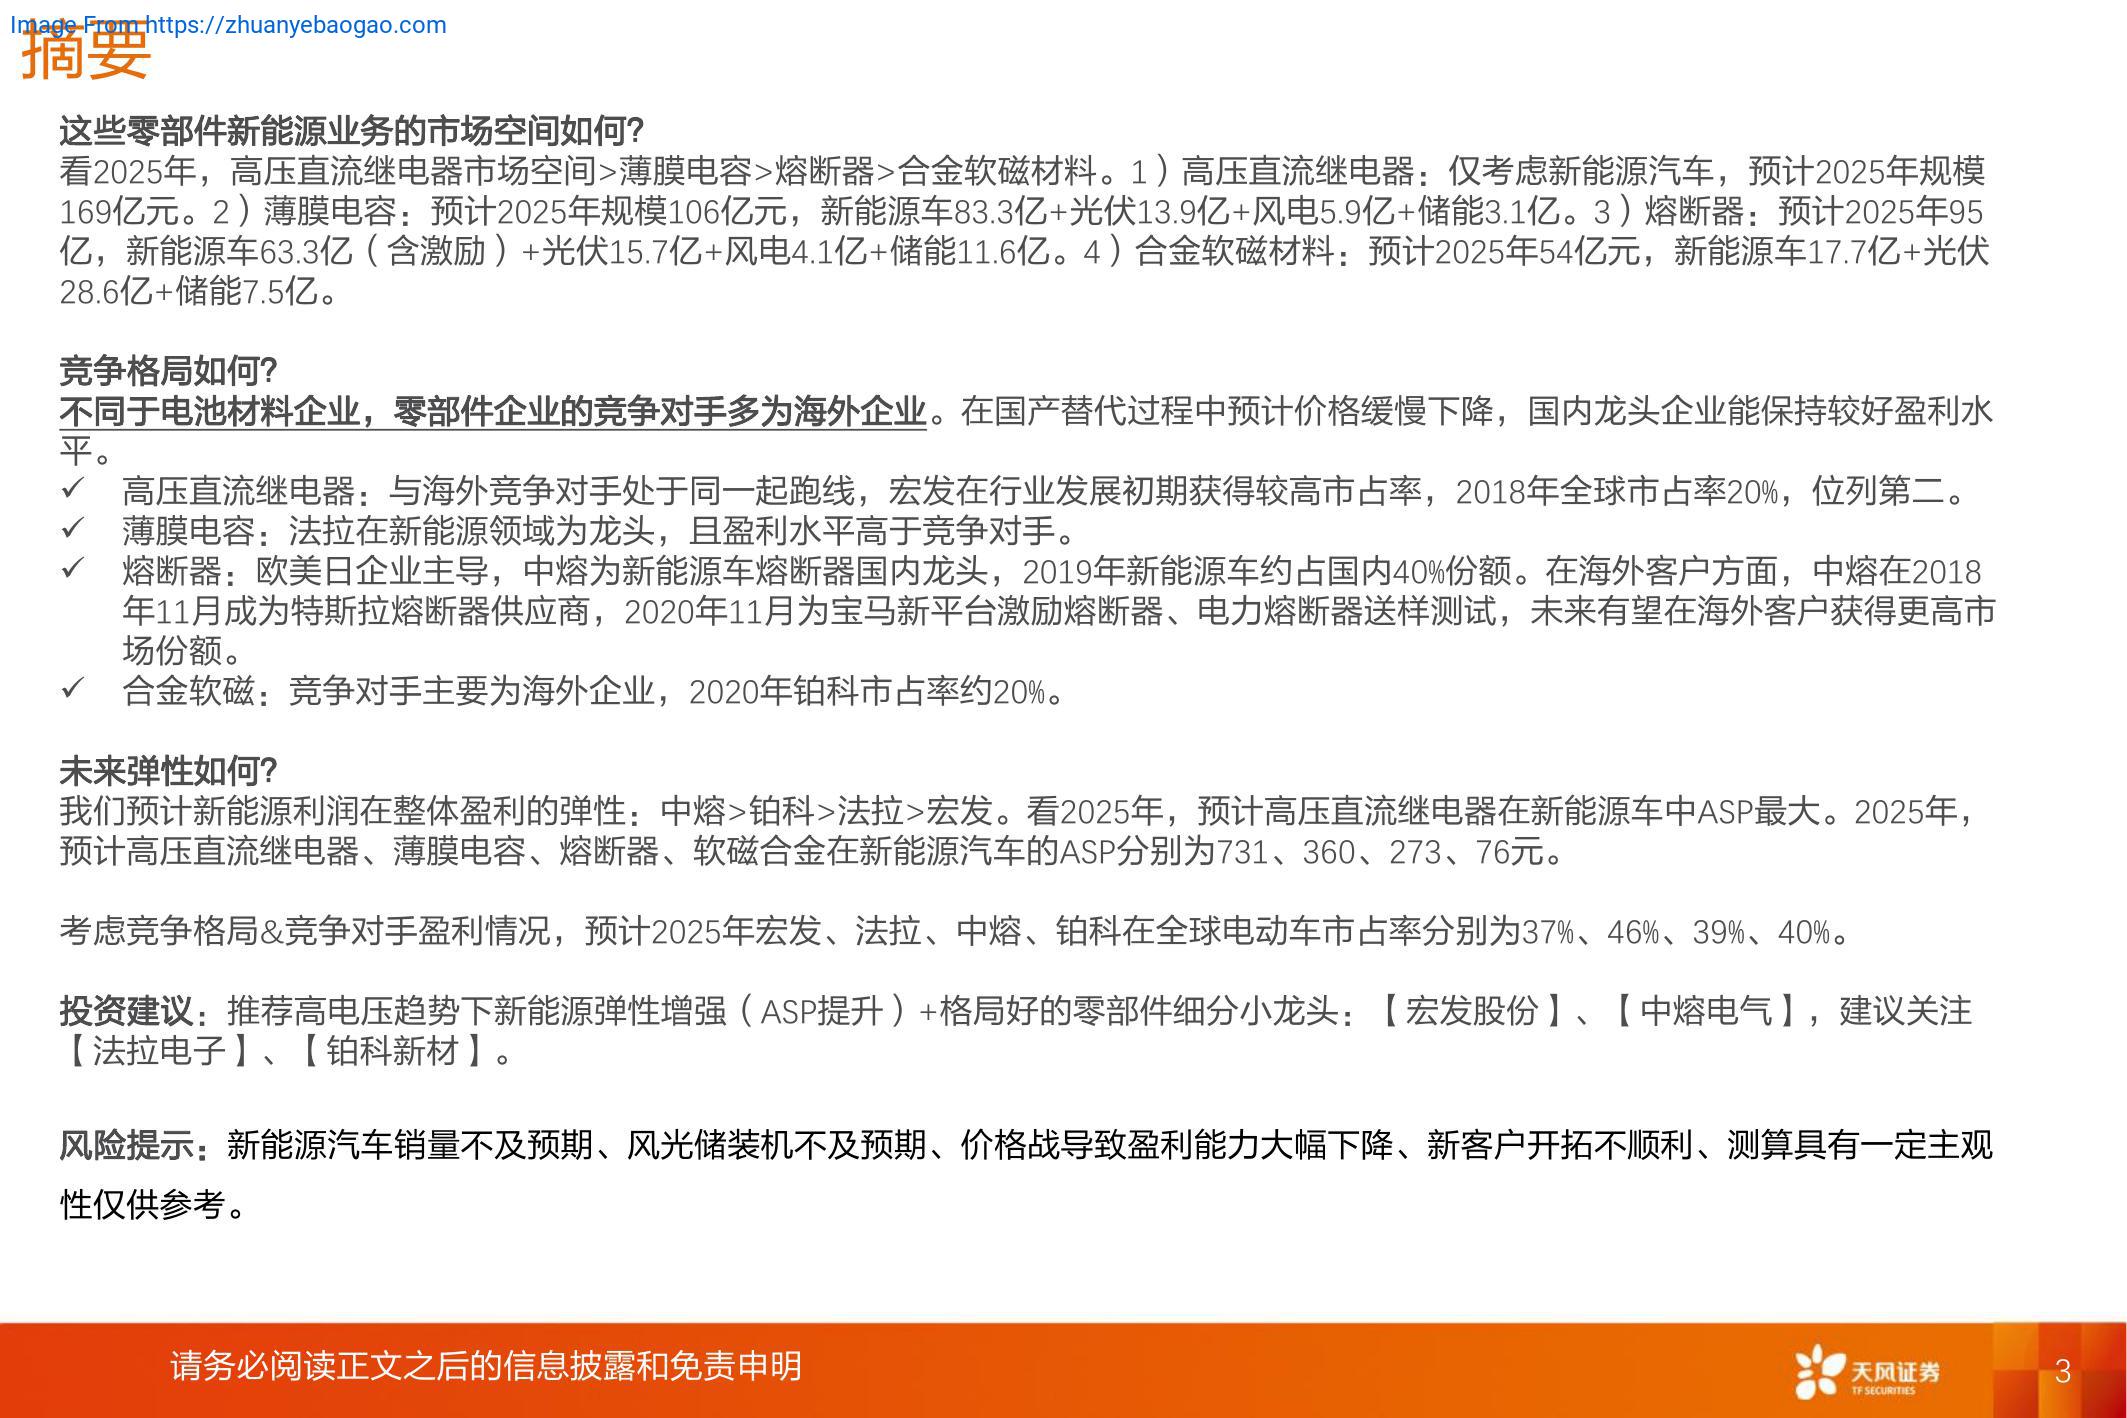 Image From https://zhuanyebaogao.com
摘要
这些零部件新能源业务的市场空间如何?
看2025年，高压直流继电器市场空间>薄膜电容>熔断器>合金软磁材料。1）高压直流继电器：仅考虑新能源汽车，预计2025年规模
169亿元。2）薄膜电容：预计2025年规模106亿元，新能源车83.3亿+光伏13.9亿+风电5.9亿+储能3.1亿。3）熔断器：预计2025年95
亿，新能源车63.3亿（含激励）+光伏15.7亿+风电4.1亿+储能11.6亿。4）合金软磁材料：预计2025年54亿元，新能源车17.7亿+光伏
28.6亿+储能7.5亿。
竞争格局如何?
不同于电池材料企业，零部件企业的竞争对手多为海外企业。在国产替代过程中预计价格缓慢下降，国内龙头企业能保持较好盈利水
平。
✓ 高压直流继电器：与海外竞争对手处于同一起跑线，宏发在行业发展初期获得较高市占率，2018年全球市占率20%，位列第二。
✓ 薄膜电容：法拉在新能源领域为龙头，且盈利水平高于竞争对手。
✓ 熔断器：欧美日企业主导，中熔为新能源车熔断器国内龙头，2019年新能源车约占国内40%份额。在海外客户方面，中熔在2018
年11月成为特斯拉熔断器供应商，2020年11月为宝马新平台激励熔断器、电力熔断器送样测试，未来有望在海外客户获得更高市
场份额。
✓ 合金软磁：竞争对手主要为海外企业，2020年铂科市占率约20%。
未来弹性如何?
我们预计新能源利润在整体盈利的弹性：中熔>铂科>法拉>宏发。看2025年，预计高压直流继电器在新能源车中ASP最大。2025年，
预计高压直流继电器、薄膜电容、熔断器、软磁合金在新能源汽车的ASP分别为731、360、273、76元。
考虑竞争格局&竞争对手盈利情况，预计2025年宏发、法拉、中熔、铂科在全球电动车市占率分别为37%、46%、39%、40%。
投资建议：推荐高电压趋势下新能源弹性增强（ASP提升）+格局好的零部件细分小龙头：【宏发股份】、【中熔电气】，建议关注
【法拉电子】、【铂科新材】。
风险提示：新能源汽车销量不及预期、风光储装机不及预期、价格战导致盈利能力大幅下降、新客户开拓不顺利、测算具有一定主观
性仅供参考。
请务必阅读正文之后的信息披露和免责申明
天风证券
TF SECURITIES
3